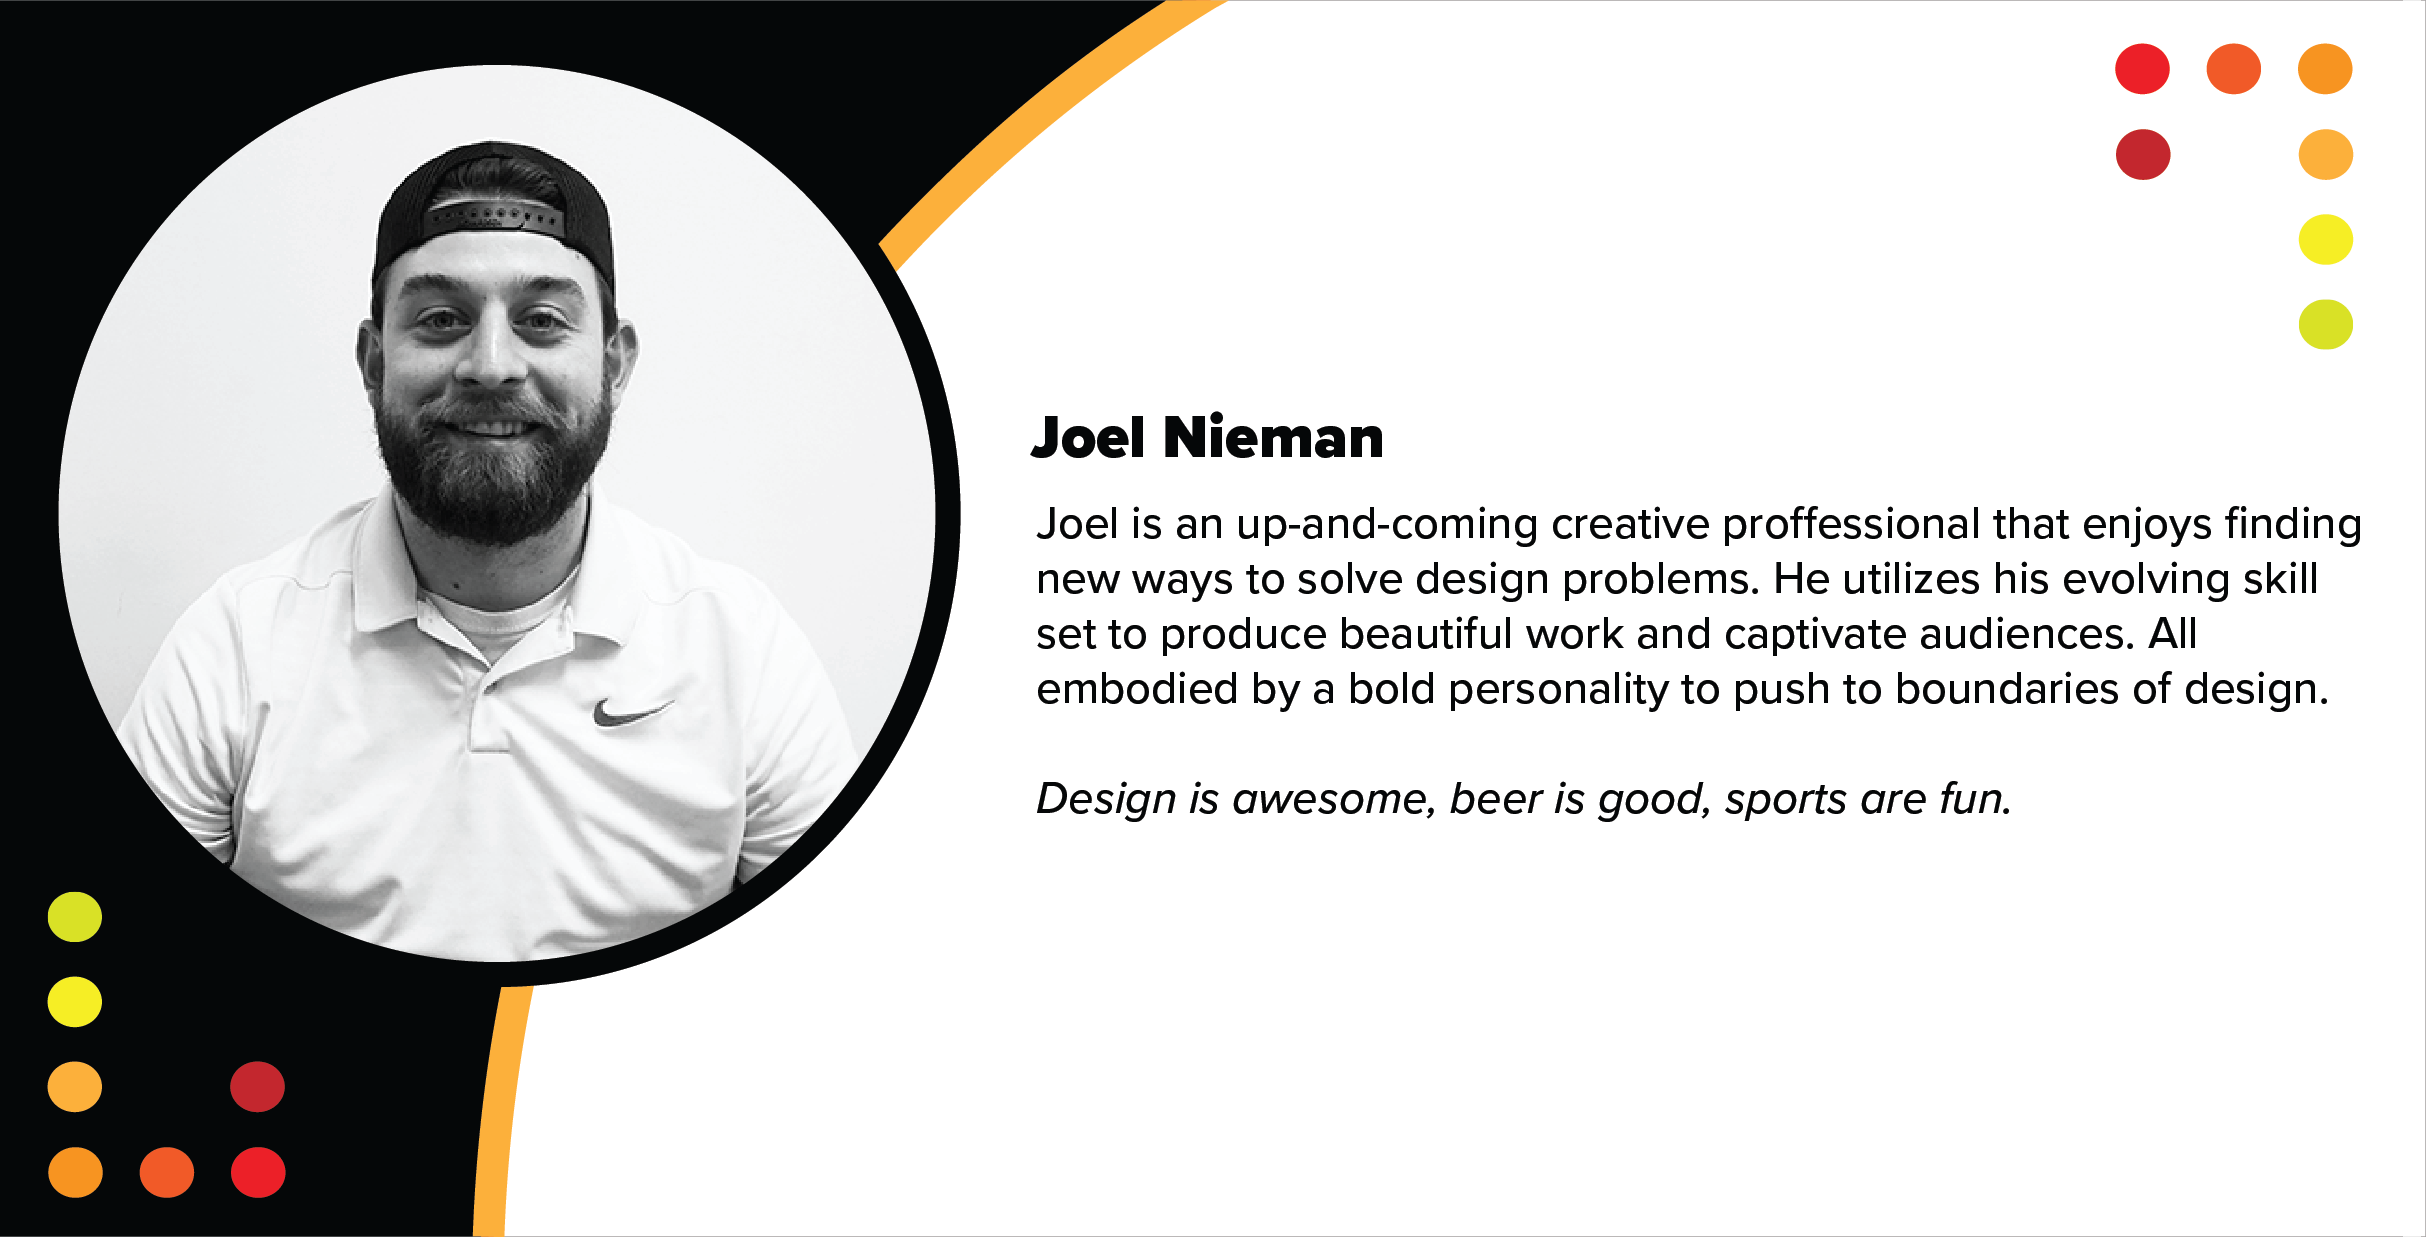 Joel Nieman
Joel is an up-and-coming creative proffessional that enjoys finding
new ways to solve design problems. He utilizes his evolving skill
set to produce beautiful work and captivate audiences. All
embodied by a bold personality to push to boundaries of design.
Design is awesome, beer is good, sports are fun.